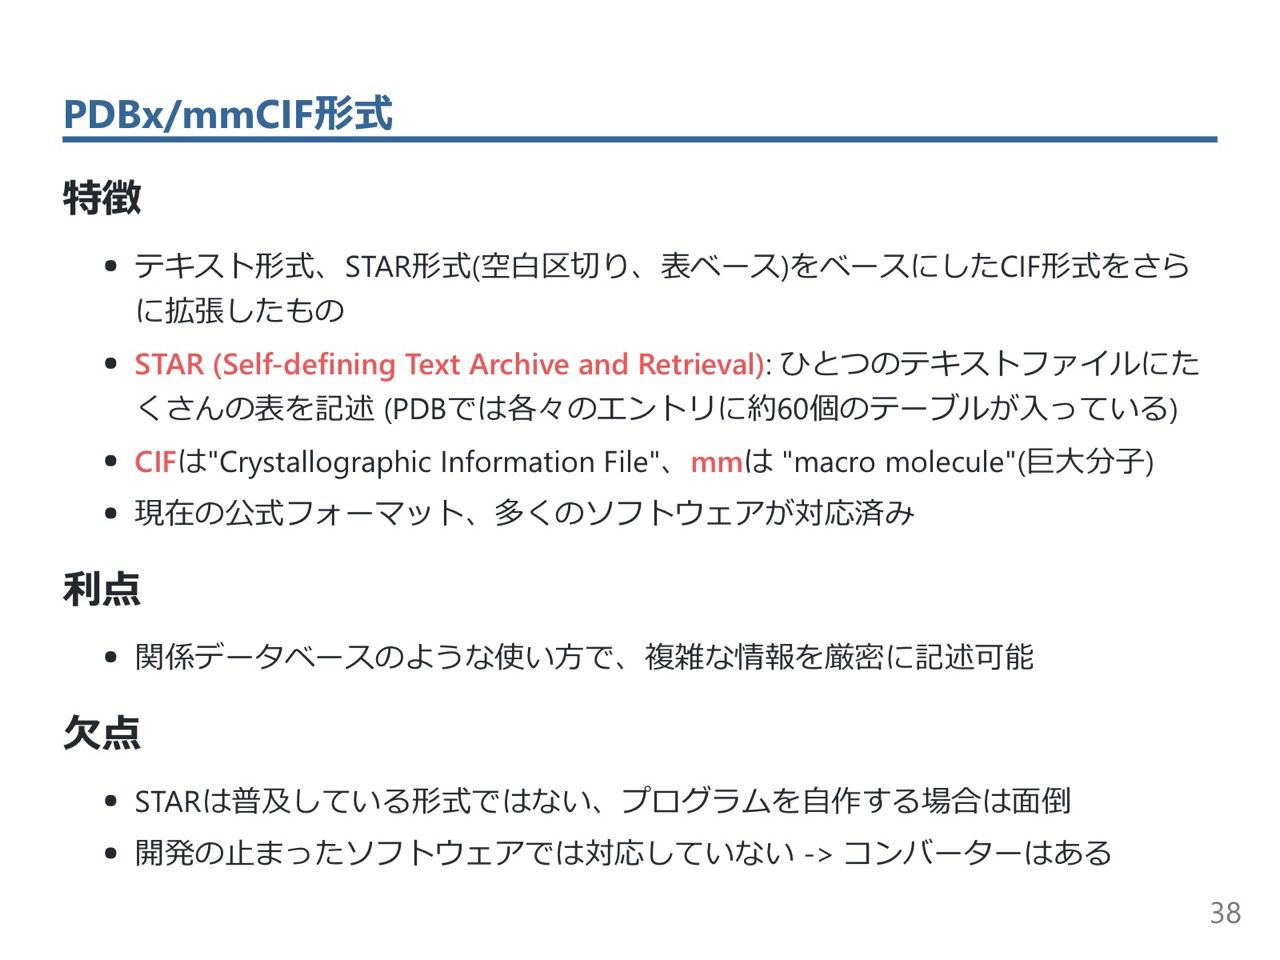 PDBx/mmCIF形式
特徴
• テキスト形式、STAR形式(空白区切り、表ベース)をベースにしたCIF形式をさら
に拡張したもの
• STAR (Self-defining Text Archive and Retrieval): ひとつのテキストファイルにた
くさんの表を記述 (PDBでは各々のエントリに約60個のテーブルが入っている)
• CIFは"Crystallographic Information File"、mmは "macro molecule"(巨大分子)
• 現在の公式フォーマット、多くのソフトウェアが対応済み
利点
• 関係データベースのような使い方で、複雑な情報を厳密に記述可能
欠点
• STARは普及している形式ではない、プログラムを自作する場合は面倒
• 開発の止まったソフトウェアでは対応していない -> コンバーターはある
38